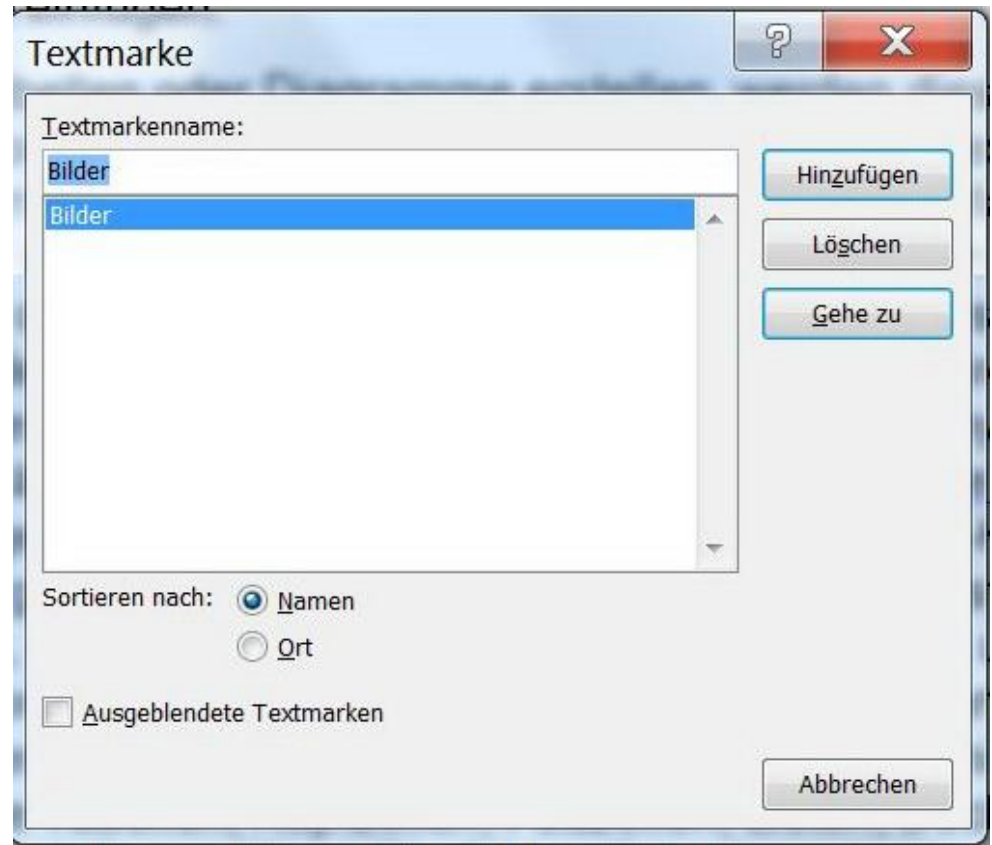 Textmarke
Textmarkenname:
Bilder
Bilder
Hinzufügen
Löschen
Gehe zu
Sortieren nach:
Namen
Ort
Ausgeblendete Textmarken
Abbrechen